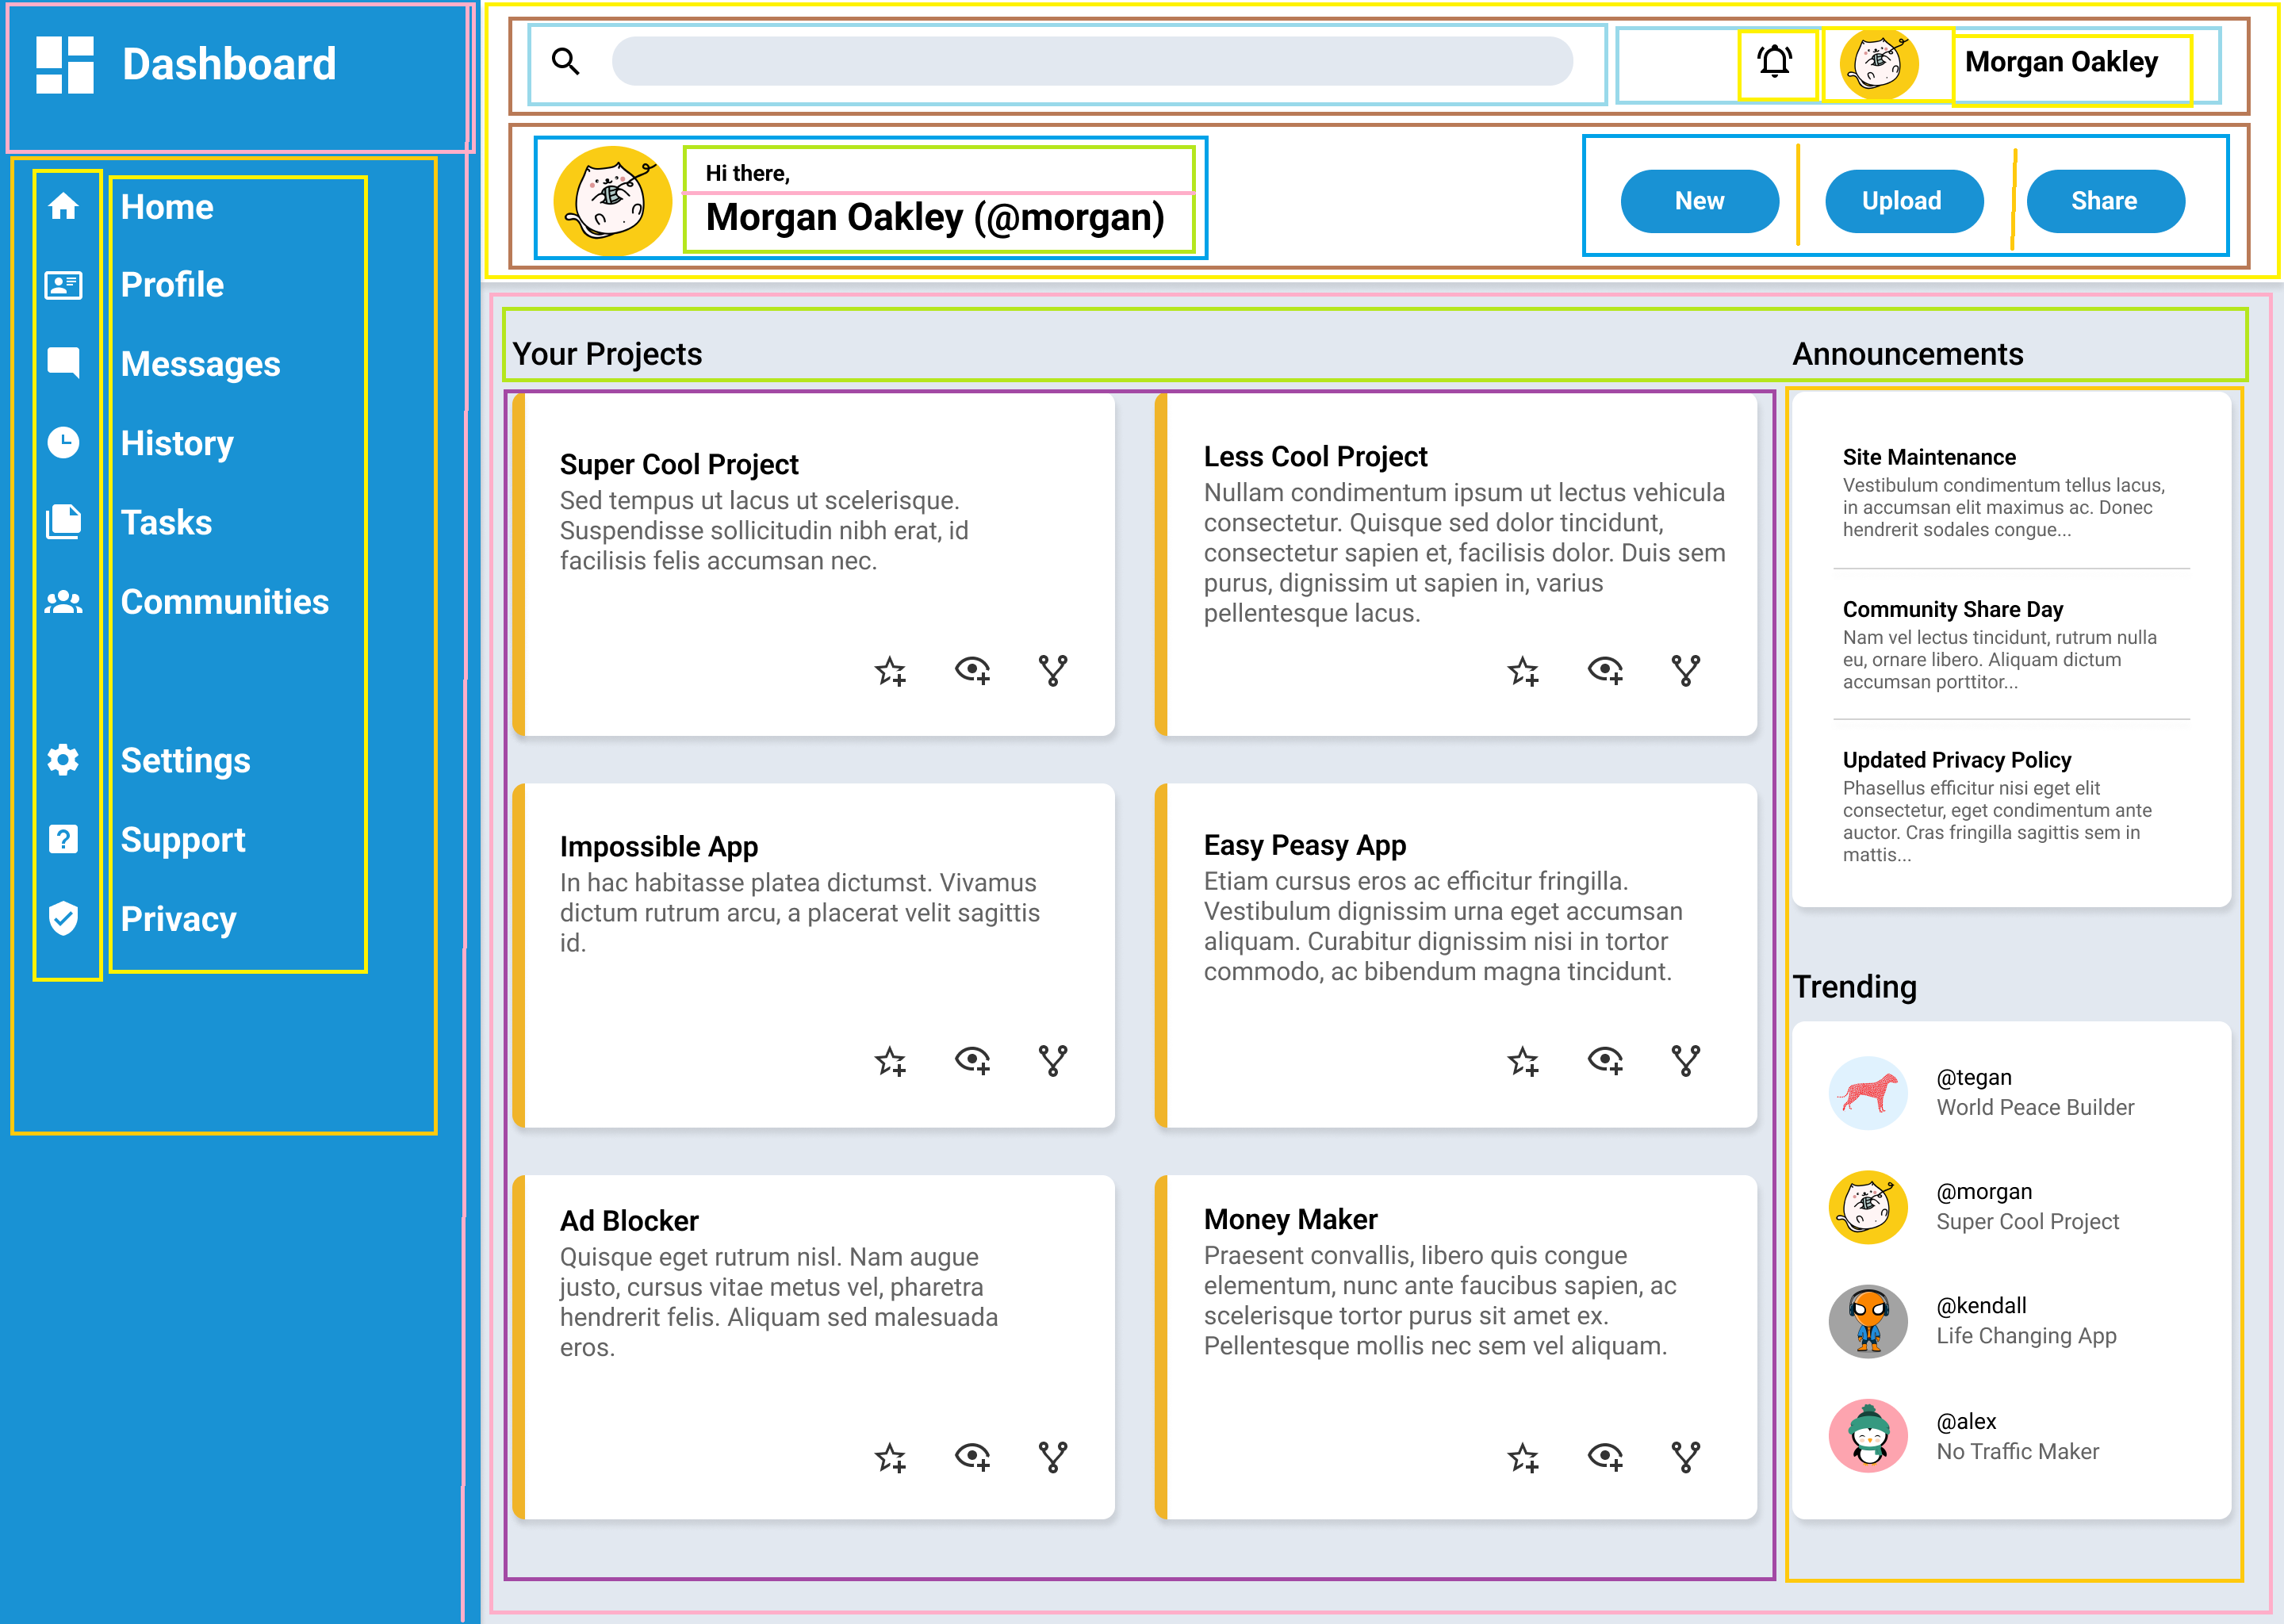 Dashboard
Home
Profile
Messages
History
Tasks
Communities
Settings
Support
Privacy
Morgan Oakley
Hi there,
Morgan Oakley (@morgan)
New
Upload
Share
Your Projects
Super Cool Project
Sed tempus ut lacus ut scelerisque.
Suspendisse sollicitudin nibh erat, id
facilisis felis accumsan nec.
Less Cool Project
Nullam condimentum ipsum ut lectus vehicula
consectetur. Quisque sed dolor tincidunt,
consectetur sapien et, facilisis dolor. Duis sem
purus, dignissim ut sapien in, varius
pellentesque lacus.
Impossible App
In hac habitasse platea dictumst. Vivamus
dictum rutrum arcu, a placerat velit sagittis
id.
Easy Peasy App
Etiam cursus eros ac efficitur fringilla.
Vestibulum dignissim urna eget accumsan
aliquam. Curabitur dignissim nisi in tortor
commodo, ac bibendum magna tincidunt.
Ad Blocker
Quisque eget rutrum nisl. Nam augue
justo, cursus vitae metus vel, pharetra
hendrerit felis. Aliquam sed malesuada
eros.
Money Maker
Praesent convallis, libero quis congue
elementum, nunc ante faucibus sapien, ac
scelerisque tortor purus sit amet ex.
Pellentesque mollis nec sem vel aliquam.
Announcements
Site Maintenance
Vestibulum condimentum tellus lacus,
in accumsan elit maximus ac. Donec
hendrerit sodales congue...
Community Share Day
Nam vel lectus tincidunt, rutrum nulla
eu, ornare libero. Aliquam dictum
accumsan porttitor...
Updated Privacy Policy
Phasellus efficitur nisi eget elit
consectetur, eget condimentum ante
auctor. Cras fringilla sagittis sem in
mattis...
Trending
@tegan
World Peace Builder
@morgan
Super Cool Project
@kendall
Life Changing App
@alex
No Traffic Maker